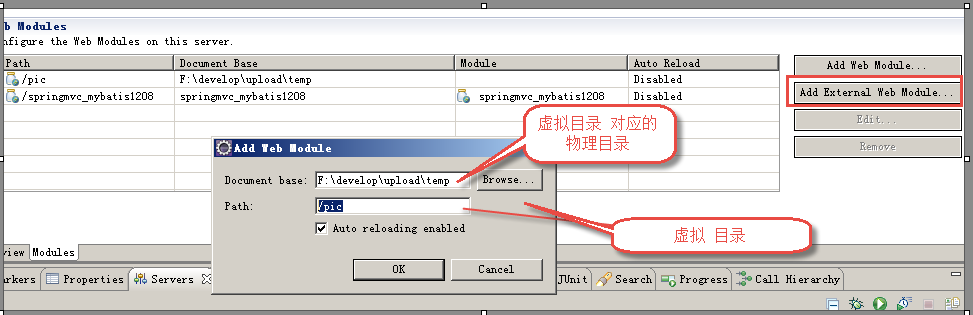 b Modules
onfigure the Web Modules on this server.
Path Document Base Module Auto Reload
/pic F:\develop\upload\temp Disabled
/springmvc_mybatis1208 springmvc_mybatis1208 springmvc_mybatis1208 Disabled
Add Web Module...
Add External Web Module...
Edit...
Remove
虚拟目录 对应的
物理目录
Add Web Module
Document base: F:\develop\upload\temp Browse...
Path: /pic
Auto reloading enabled
虚拟 目录
OK Cancel
view Modules
arkers Properties Servers JUnit Search Progress Call Hierarchy